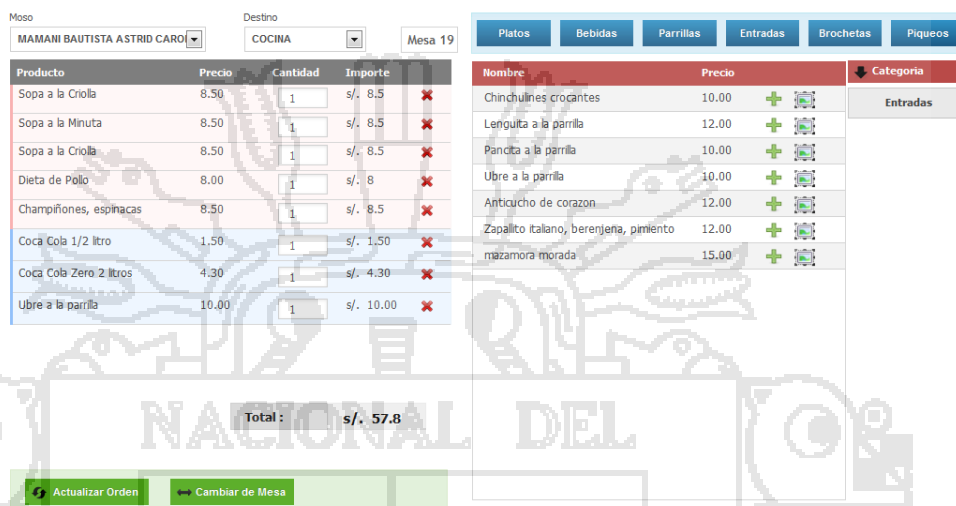 Moso Destino
MAMANI BAUTISTA ASTRID CAROI COCINA Mesa 19
Producto Precio Cantidad Importe
Sopa a la Criolla 8.50 1 s/. 8.5
Sopa a la Minuta 8.50 1 s/. 8.5
Sopa a la Criolla 8.50 1 s/. 8.5
Dieta de Pollo 8.00 1 s/. 8
Champiñones, espinacas 8.50 1 s/. 8.5
Coca Cola 1/2 litro 1.50 1 s/. 1.50
Coca Cola Zero 2 litros 4.30 1 s/. 4.30
Ubre a la parrilla 10.00 1 s/. 10.00
Total : s/. 57.8
Actualizar Orden Cambiar de Mesa
Platos Bebidas Parrillas Entradas Brochetas Piqueos
Nombre Precio
Chinchulines crocantes 10.00
Lenguita a la parrilla 12.00
Pancita a la parrilla 10.00
Ubre a la parrilla 10.00
Anticucho de corazon 12.00
Zapallito italiano, berenjena, pimiento 12.00
mazamora morada 15.00
Categoria
Entradas
NACIONAL DEL